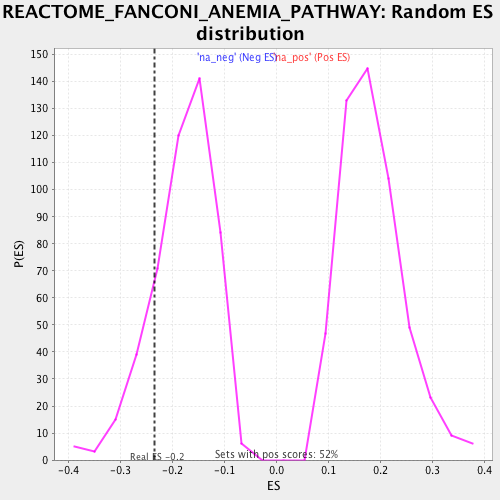 REACTOME_FANCONI_ANEMIA_PATHWAY: Random ES
distribution
'na_neg' (Neg ES)
'na_pos' (Pos ES)
150
140
130
120
110
100
90
80
70
60
50
40
30
20
10
0
P(ES)
Real ES -0.2
Sets with pos scores: 52%
-0.4 -0.3 -0.2 -0.1 0.0 0.1 0.2 0.3 0.4
ES